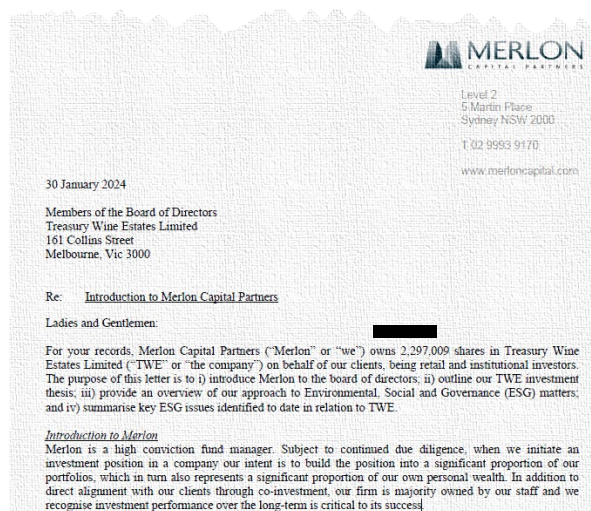 MERLON
CAPITAL PARTNERS
Level 2
5 Martin Place
Sydney NSW 2000
T 02 9993 9170
www.merloncapital.com
30 January 2024
Members of the Board of Directors
Treasury Wine Estates Limited
161 Collins Street
Melbourne, Vic 3000
Re: Introduction to Merlon Capital Partners
Ladies and Gentlemen:
For your records, Merlon Capital Partners (“Merlon” or “we”) owns 2,297,009 shares in Treasury Wine
Estates Limited (“TWE” or “the company”) on behalf of our clients, being retail and institutional investors.
The purpose of this letter is to i) introduce Merlon to the board of directors; ii) outline our TWE investment
thesis; iii) provide an overview of our approach to Environmental, Social and Governance (ESG) matters;
and iv) summarise key ESG issues identified to date in relation to TWE.
Introduction to Merlon
Merlon is a high conviction fund manager. Subject to continued due diligence, when we initiate an
investment position in a company our intent is to build the position into a significant proportion of our
portfolios, which in turn also represents a significant proportion of our own personal wealth. In addition to
direct alignment with our clients through co-investment, our firm is majority owned by our staff and we
recognise investment performance over the long-term is critical to its success